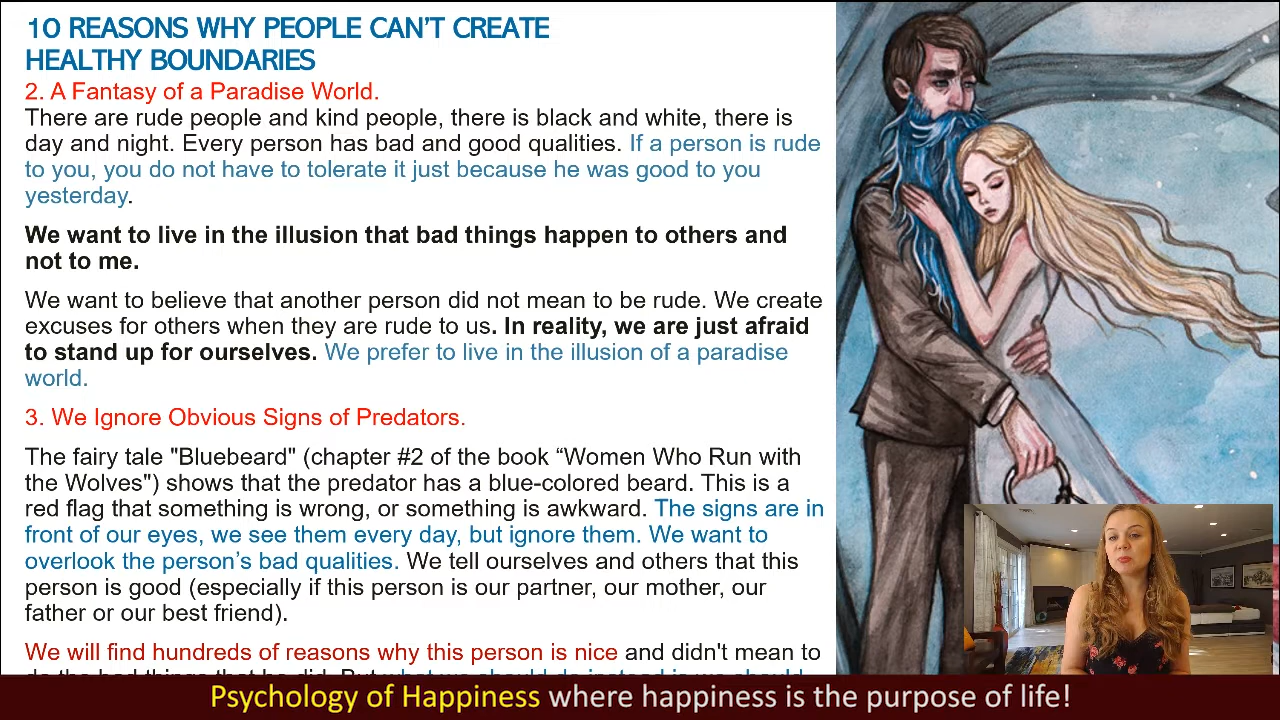 10 REASONS WHY PEOPLE CAN’T CREATE
HEALTHY BOUNDARIES
2. A Fantasy of a Paradise World.
There are rude people and kind people, there is black and white, there is
day and night. Every person has bad and good qualities. If a person is rude
to you, you do not have to tolerate it just because he was good to you
yesterday.
We want to live in the illusion that bad things happen to others and
not to me.
We want to believe that another person did not mean to be rude. We create
excuses for others when they are rude to us. In reality, we are just afraid
to stand up for ourselves. We prefer to live in the illusion of a paradise
world.
3. We Ignore Obvious Signs of Predators.
The fairy tale "Bluebeard" (chapter #2 of the book “Women Who Run with
the Wolves") shows that the predator has a blue-colored beard. This is a
red flag that something is wrong, or something is awkward. The signs are in
front of our eyes, we see them every day, but ignore them. We want to
overlook the person’s bad qualities. We tell ourselves and others that this
person is good (especially if this person is our partner, our mother, our
father or our best friend).
We will find hundreds of reasons why this person is nice and didn't mean to
Psychology of Happiness where happiness is the purpose of life!